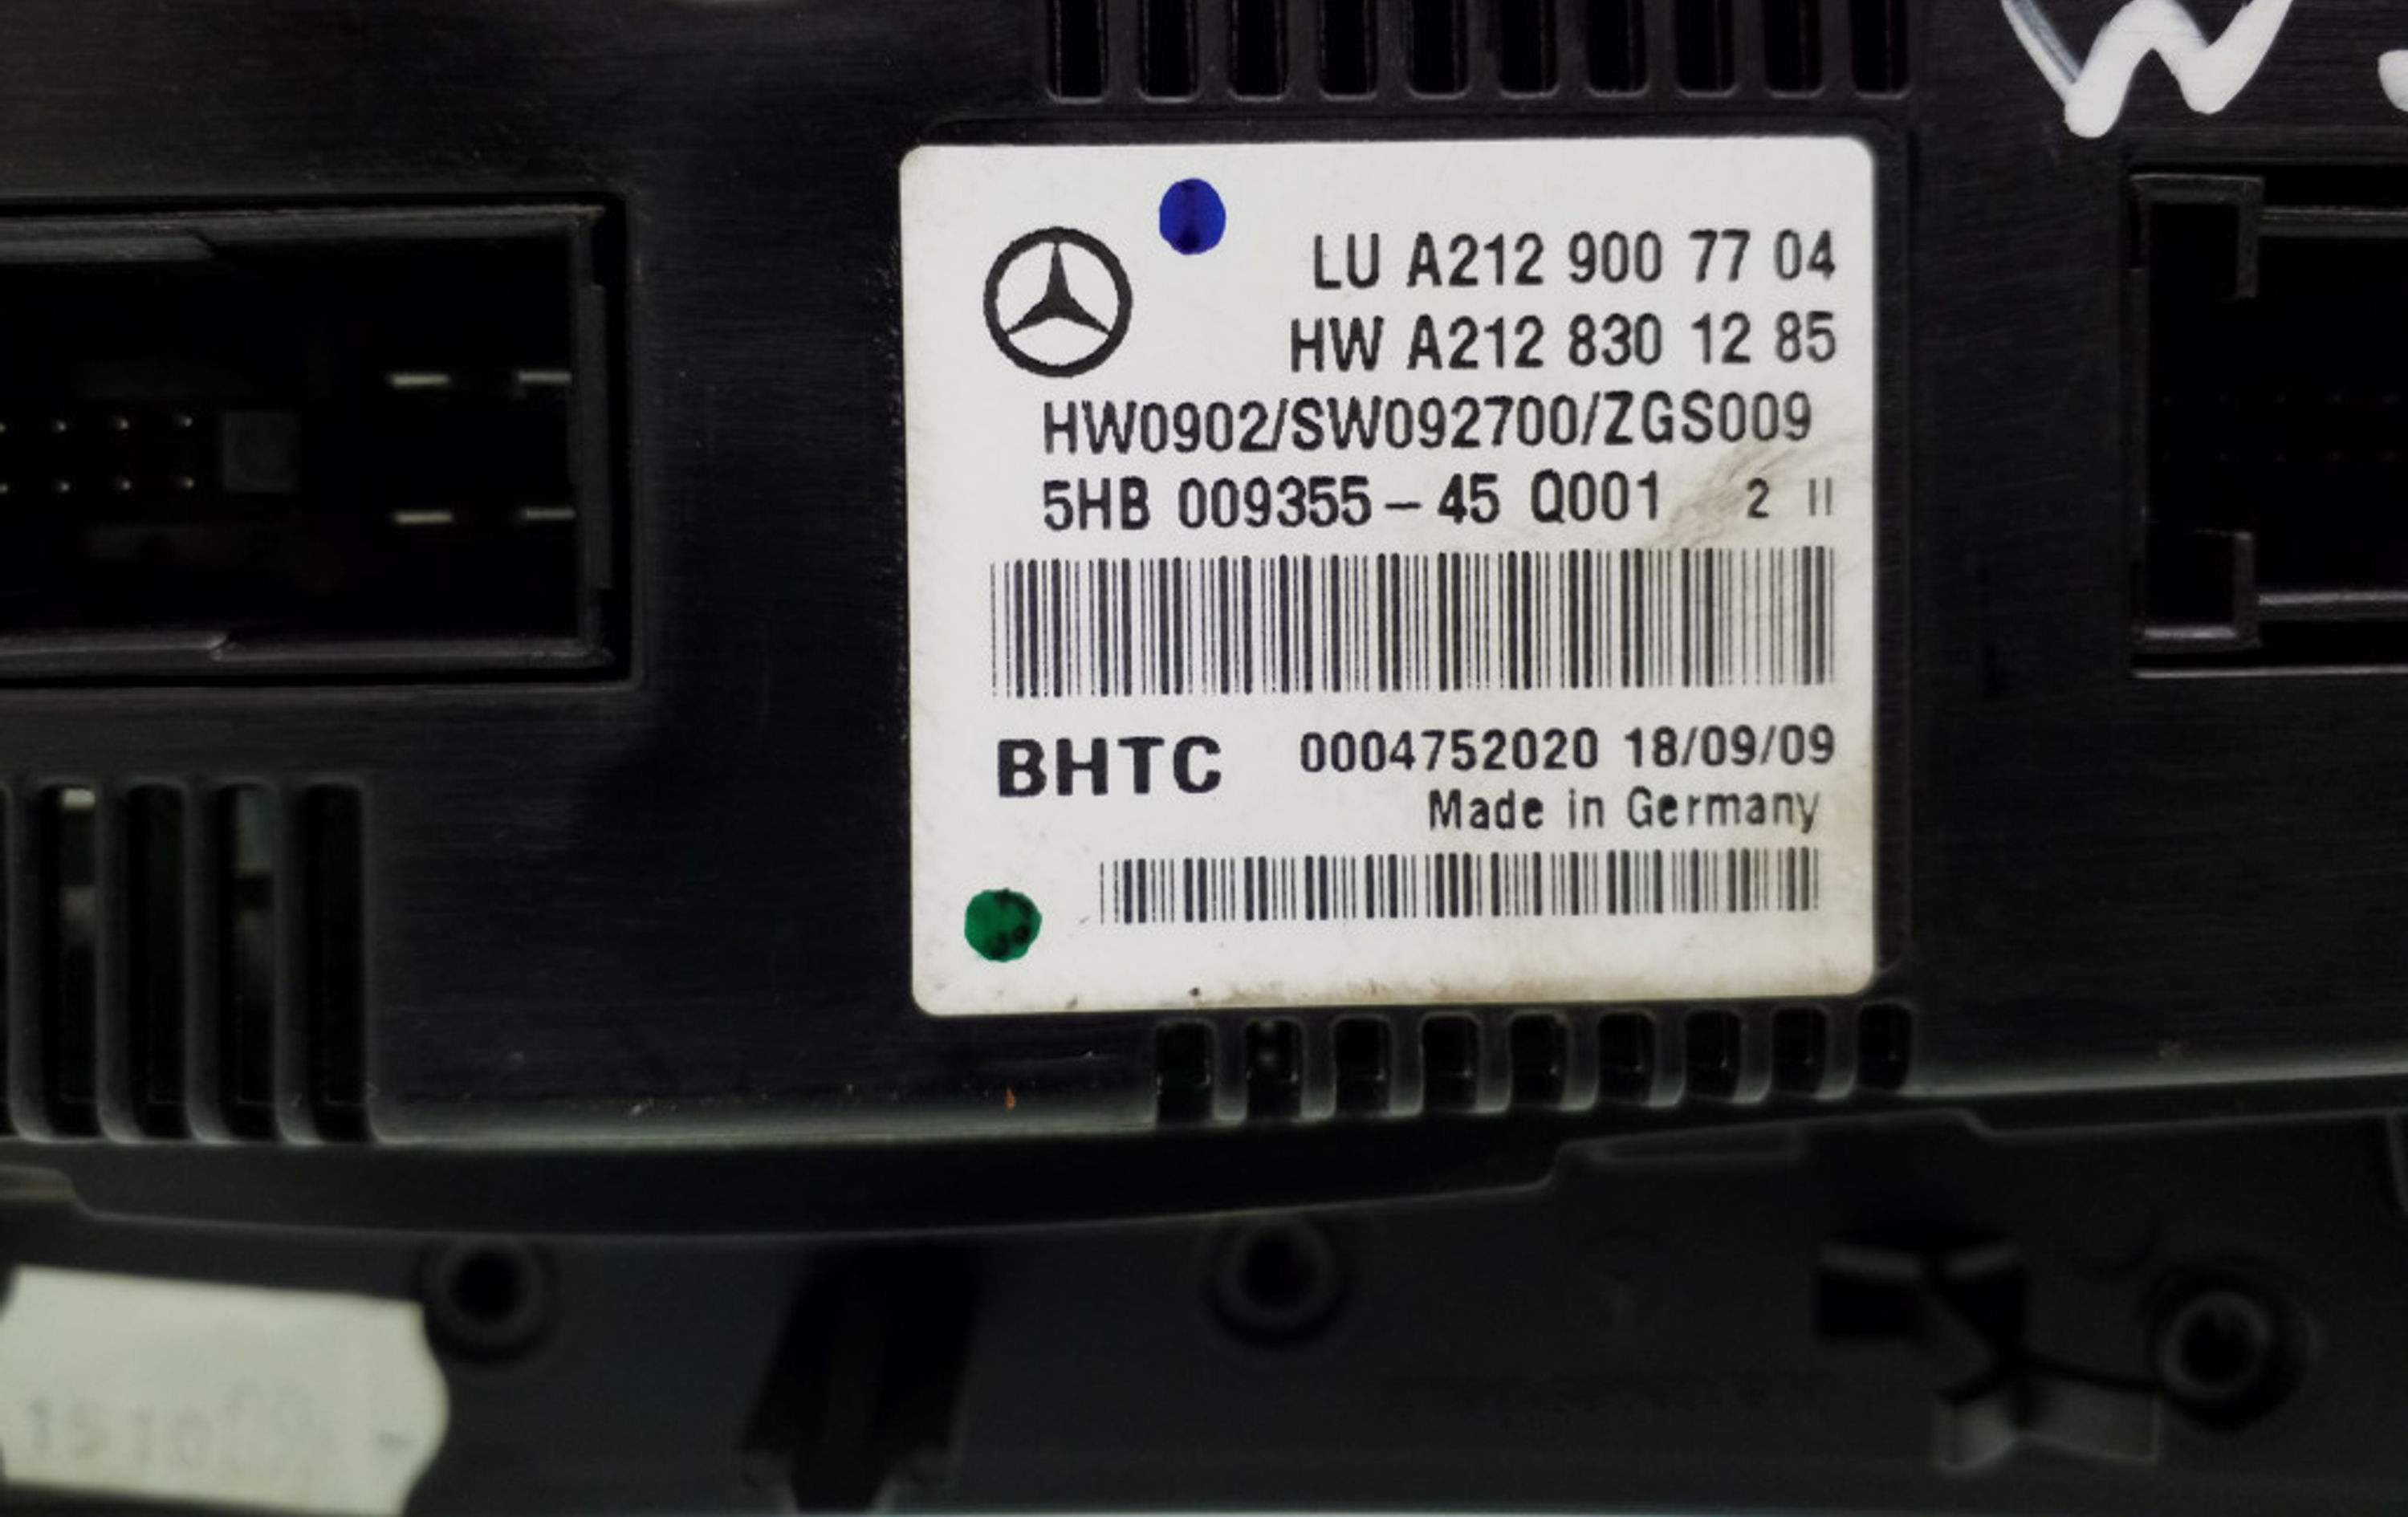 W
LU A212 900 77 04
HW A212 830 12 85
HW0902/SW092700/ZGS009
5HB 009355-45 Q001 2 II
BHTC 0004752020 18/09/09
Made in Germany